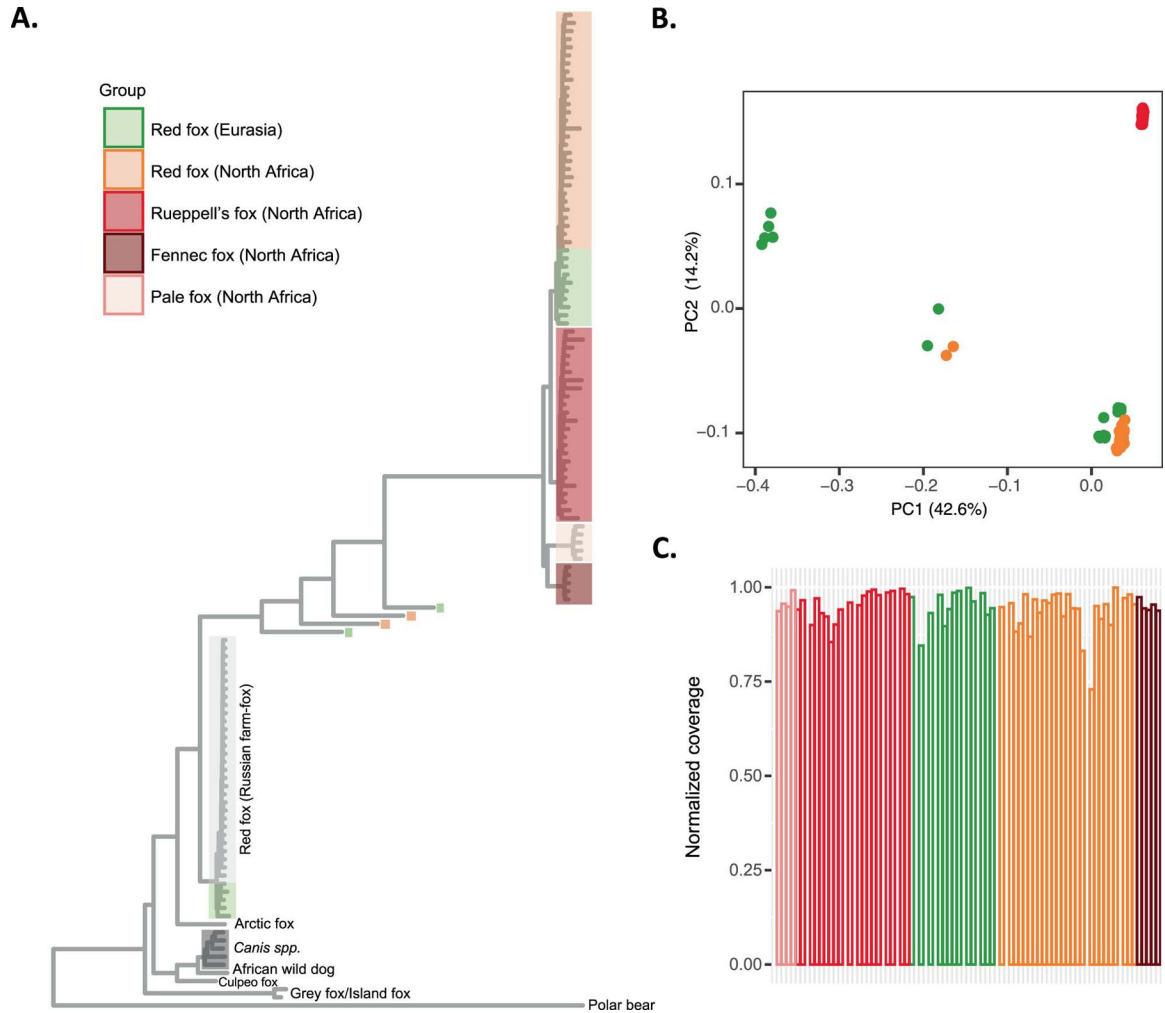 A.
Group
Red fox (Eurasia)
Red fox (North Africa)
Rueppell's fox (North Africa)
Fennec fox (North Africa)
Pale fox (North Africa)
Red fox (Russian farm-fox)
Arctic fox
Canis spp.
African wild dog
Culpeo fox
Grey fox/Island fox
Polar bear
B.
PC2 (14.2%)
0.1
0.0
−0.1
−0.4
−0.3
−0.2
−0.1
0.0
PC1 (42.6%)
C.
Normalized coverage
1.00
0.75
0.50
0.25
0.00